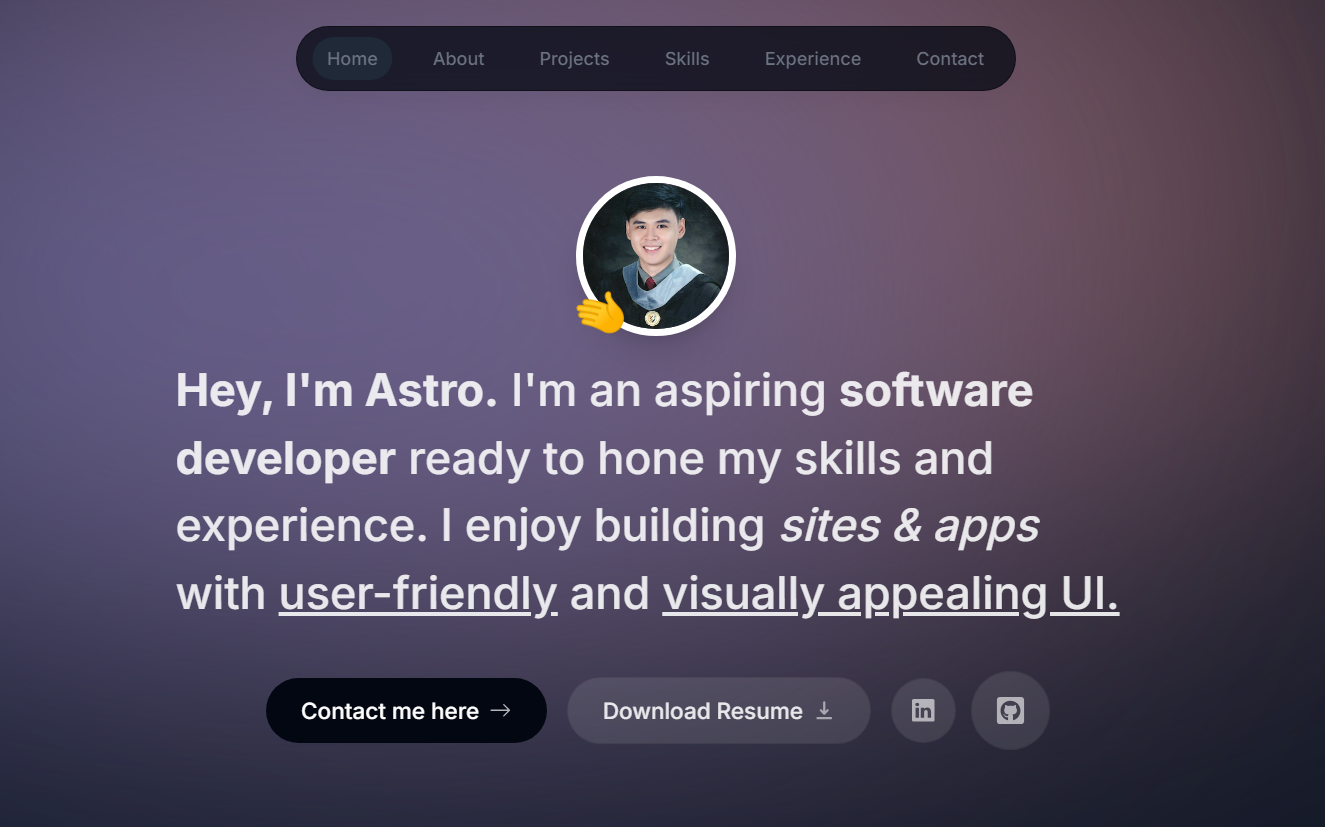 Home About Projects Skills Experience Contact
Hey, I'm Astro. I'm an aspiring software
developer ready to hone my skills and
experience. I enjoy building sites & apps
with user-friendly and visually appealing UI.
Contact me here → Download Resume in